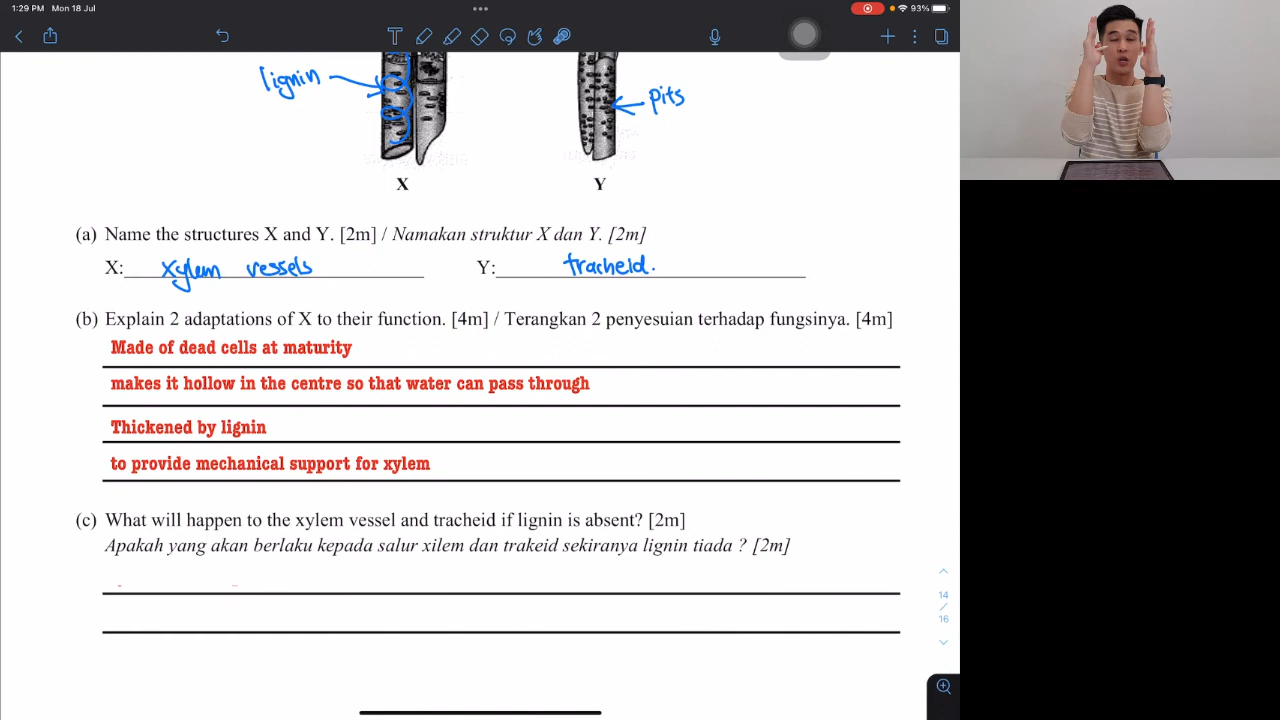 1:29 PM Mon 18 Jul
93%
lignin
pits
X
Y
(a) Name the structures X and Y. [2m] / Namakan struktur X dan Y. [2m]
X: xylem vessels Y: tracheid.
(b) Explain 2 adaptations of X to their function. [4m] / Terangkan 2 penyesuian terhadap fungsinya. [4m]
Made of dead cells at maturity
makes it hollow in the centre so that water can pass through
Thickened by lignin
to provide mechanical support for xylem
(c) What will happen to the xylem vessel and tracheid if lignin is absent? [2m]
Apakah yang akan berlaku kepada salur xilem dan trakeid sekiranya lignin tiada ? [2m]
14
/
16